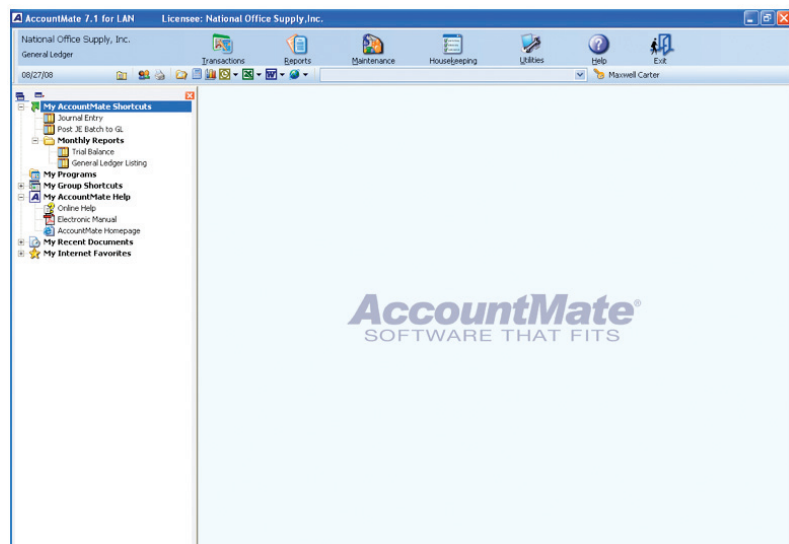 AccountMate 7.1 for LAN Licensee: National Office Supply,Inc.
National Office Supply, Inc.
General Ledger
Transactions Reports Maintenance Housekeeping Utilities Help Exit
08/27/08 Maxwell Carter
My AccountMate Shortcuts
Journal Entry
Post JE Batch to GL
Monthly Reports
Trial Balance
General Ledger Listing
My Programs
My Group Shortcuts
My AccountMate Help
Online Help
Electronic Manual
AccountMate Homepage
My Recent Documents
My Internet Favorites
AccountMate®
SOFTWARE THAT FITS